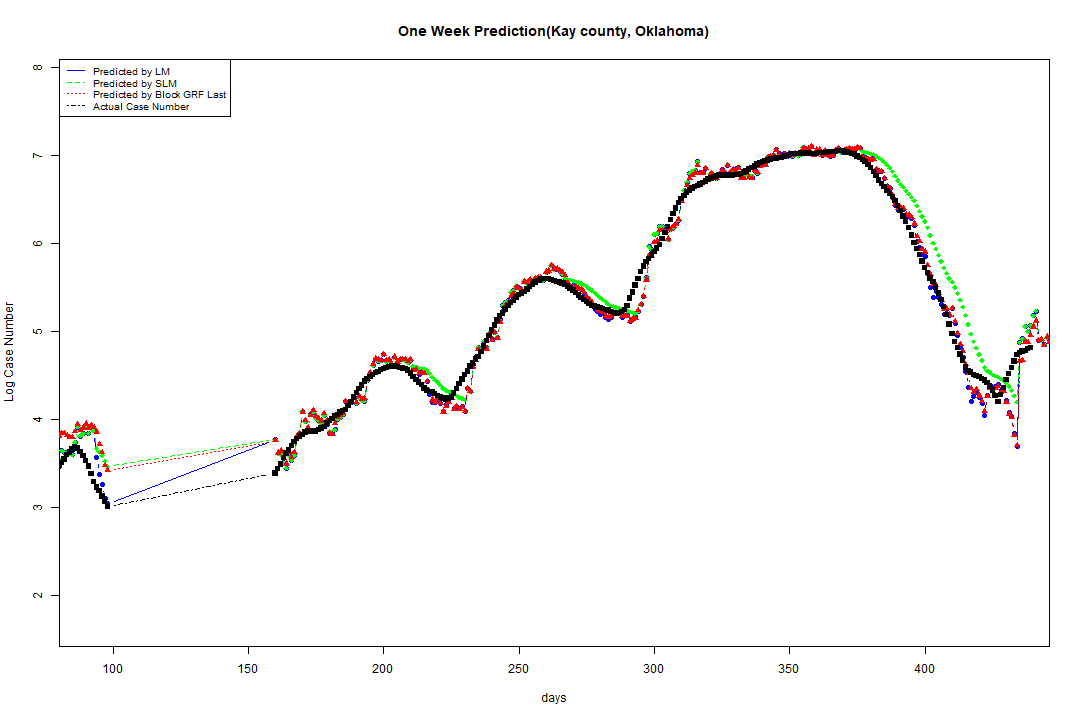 One Week Prediction(Kay county, Oklahoma)
Predicted by LM
Predicted by SLM
Predicted by Block GRF Last
Actual Case Number
8
7
6
5
4
3
2
Log Case Number
100 150 200 250 300 350 400
days